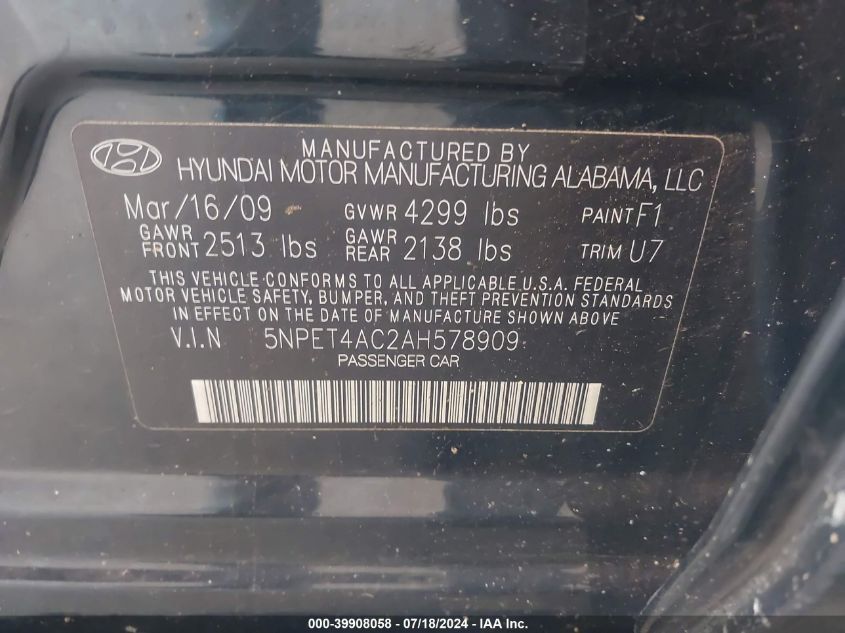 MANUFACTURED BY
HYUNDAI MOTOR MANUFACTURING ALABAMA, LLC
Mar/16/09 GVWR 4299 lbs PAINT F1
GAWR FRONT 2513 lbs GAWR REAR 2138 lbs TRIM U7
THIS VEHICLE CONFORMS TO ALL APPLICABLE U.S.A. FEDERAL
MOTOR VEHICLE SAFETY, BUMPER, AND THEFT PREVENTION STANDARDS
IN EFFECT ON THE DATE OF MANUFACTURE SHOWN ABOVE
V.I.N 5NPET4AC2AH578909
PASSENGER CAR
000-39908058 - 07/18/2024 - IAA Inc.